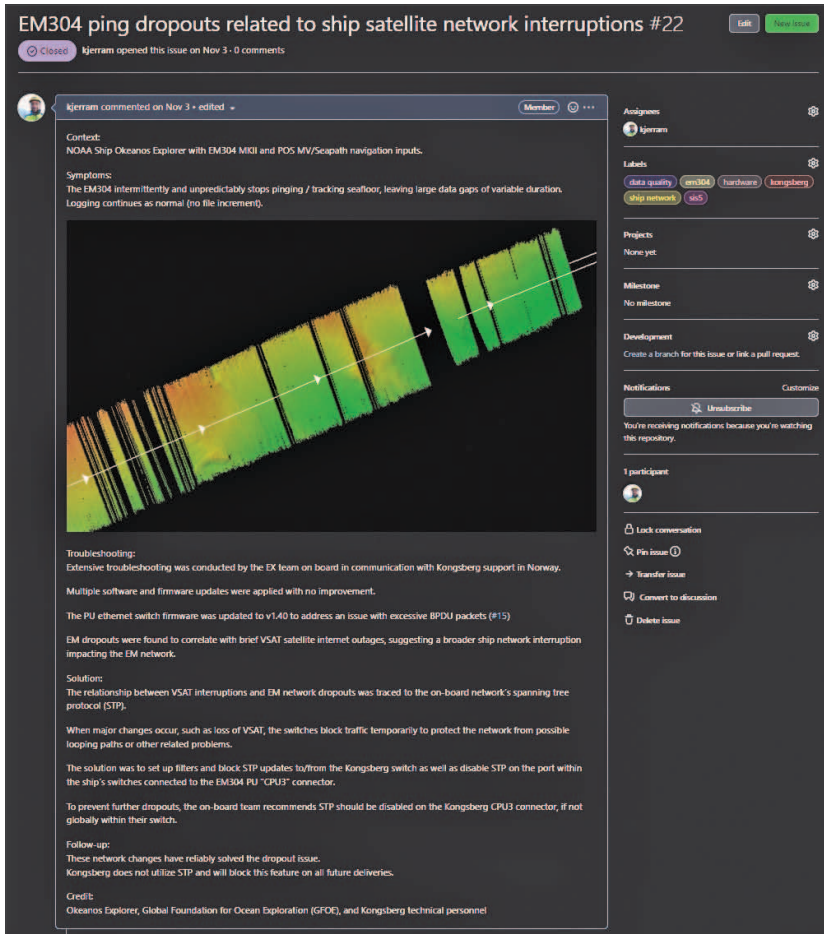 EM304 ping dropouts related to ship satellite network interruptions #22
Edit
New issue
Closed
kjerram opened this issue on Nov 3 · 0 comments
kjerram commented on Nov 3 • edited
Member
Context:
NOAA Ship Okeanos Explorer with EM304 MKII and POS MV/Seapath navigation inputs.
Symptoms:
The EM304 intermittently and unpredictably stops pinging / tracking seafloor, leaving large data gaps of variable duration.
Logging continues as normal (no file increment).
Troubleshooting:
Extensive troubleshooting was conducted by the EX team on board in communication with Kongsberg support in Norway.
Multiple software and firmware updates were applied with no improvement.
The PU ethernet switch firmware was updated to v1.40 to address an issue with excessive BPDU packets (#15)
EM dropouts were found to correlate with brief VSAT satellite internet outages, suggesting a broader ship network interruption
impacting the EM network.
Solution:
The relationship between VSAT interruptions and EM network dropouts was traced to the on-board network's spanning tree
protocol (STP).
When major changes occur, such as loss of VSAT, the switches block traffic temporarily to protect the network from possible
looping paths or other related problems.
The solution was to set up filters and block STP updates to/from the Kongsberg switch as well as disable STP on the port within
the ship's switches connected to the EM304 PU "CPU3" connector.
To prevent further dropouts, the on-board team recommends STP should be disabled on the Kongsberg CPU3 connector, if not
globally within their switch.
Follow-up:
These network changes have reliably solved the dropout issue.
Kongsberg does not utilize STP and will block this feature on all future deliveries.
Credit:
Okeanos Explorer, Global Foundation for Ocean Exploration (GFOE), and Kongsberg technical personnel
Assignees
kjerram
Labels
data quality em304 hardware kongsberg
ship network sis5
Projects
None yet
Milestone
No milestone
Development
Create a branch for this issue or link a pull request.
Notifications
Customize
Unsubscribe
You're receiving notifications because you're watching
this repository.
1 participant
Lock conversation
Pin issue
Transfer issue
Convert to discussion
Delete issue